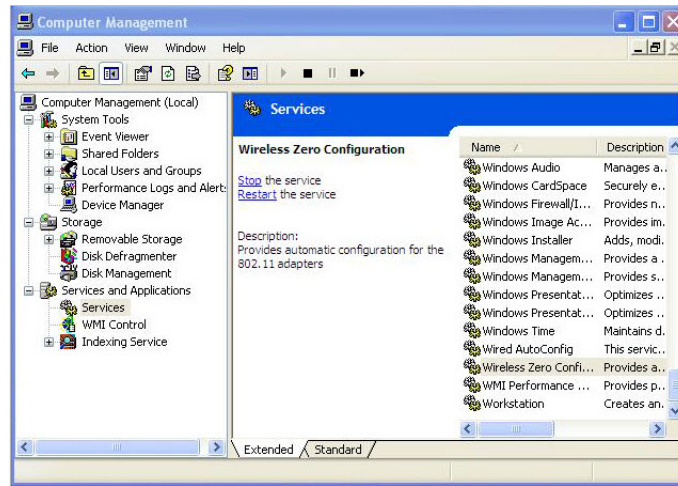 Computer Management
File Action View Window Help
Computer Management (Local)
System Tools
Event Viewer
Shared Folders
Local Users and Groups
Performance Logs and Alert:
Device Manager
Storage
Removable Storage
Disk Defragmenter
Disk Management
Services and Applications
Services
WMI Control
Indexing Service
Services
Wireless Zero Configuration
Stop the service
Restart the service
Description:
Provides automatic configuration for the
802.11 adapters
Name Description
Windows Audio Manages a..
Windows CardSpace Securely e..
Windows Firewall/I... Provides n..
Windows Image Ac... Provides im.
Windows Installer Adds, modi.
Windows Managem... Provides a .
Windows Managem... Provides s..
Windows Presentat... Optimizes ..
Windows Presentat... Optimizes ..
Windows Time Maintains d.
Wired AutoConfig This servic..
Wireless Zero Confi... Provides a..
WMI Performance ... Provides p..
Workstation Creates an.
Extended Standard